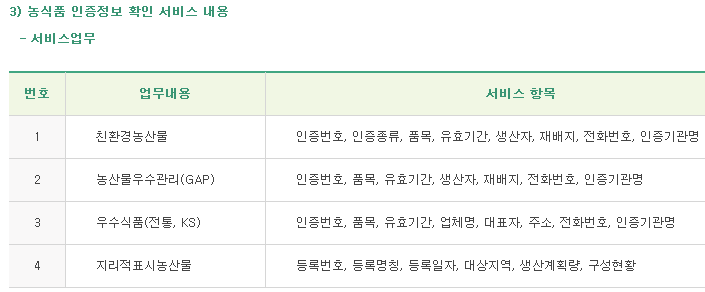 3) 농식품 인증정보 확인 서비스 내용
- 서비스업무
번호 업무내용 서비스 항목
1 친환경농산물 인증번호, 인증종류, 품목, 유효기간, 생산자, 재배지, 전화번호, 인증기관명
2 농산물우수관리(GAP) 인증번호, 품목, 유효기간, 생산자, 재배지, 전화번호, 인증기관명
3 우수식품(전통, KS) 인증번호, 품목, 유효기간, 업체명, 대표자, 주소, 전화번호, 인증기관명
4 지리적표시농산물 등록번호, 등록명칭, 등록일자, 대상지역, 생산계획량, 구성현황